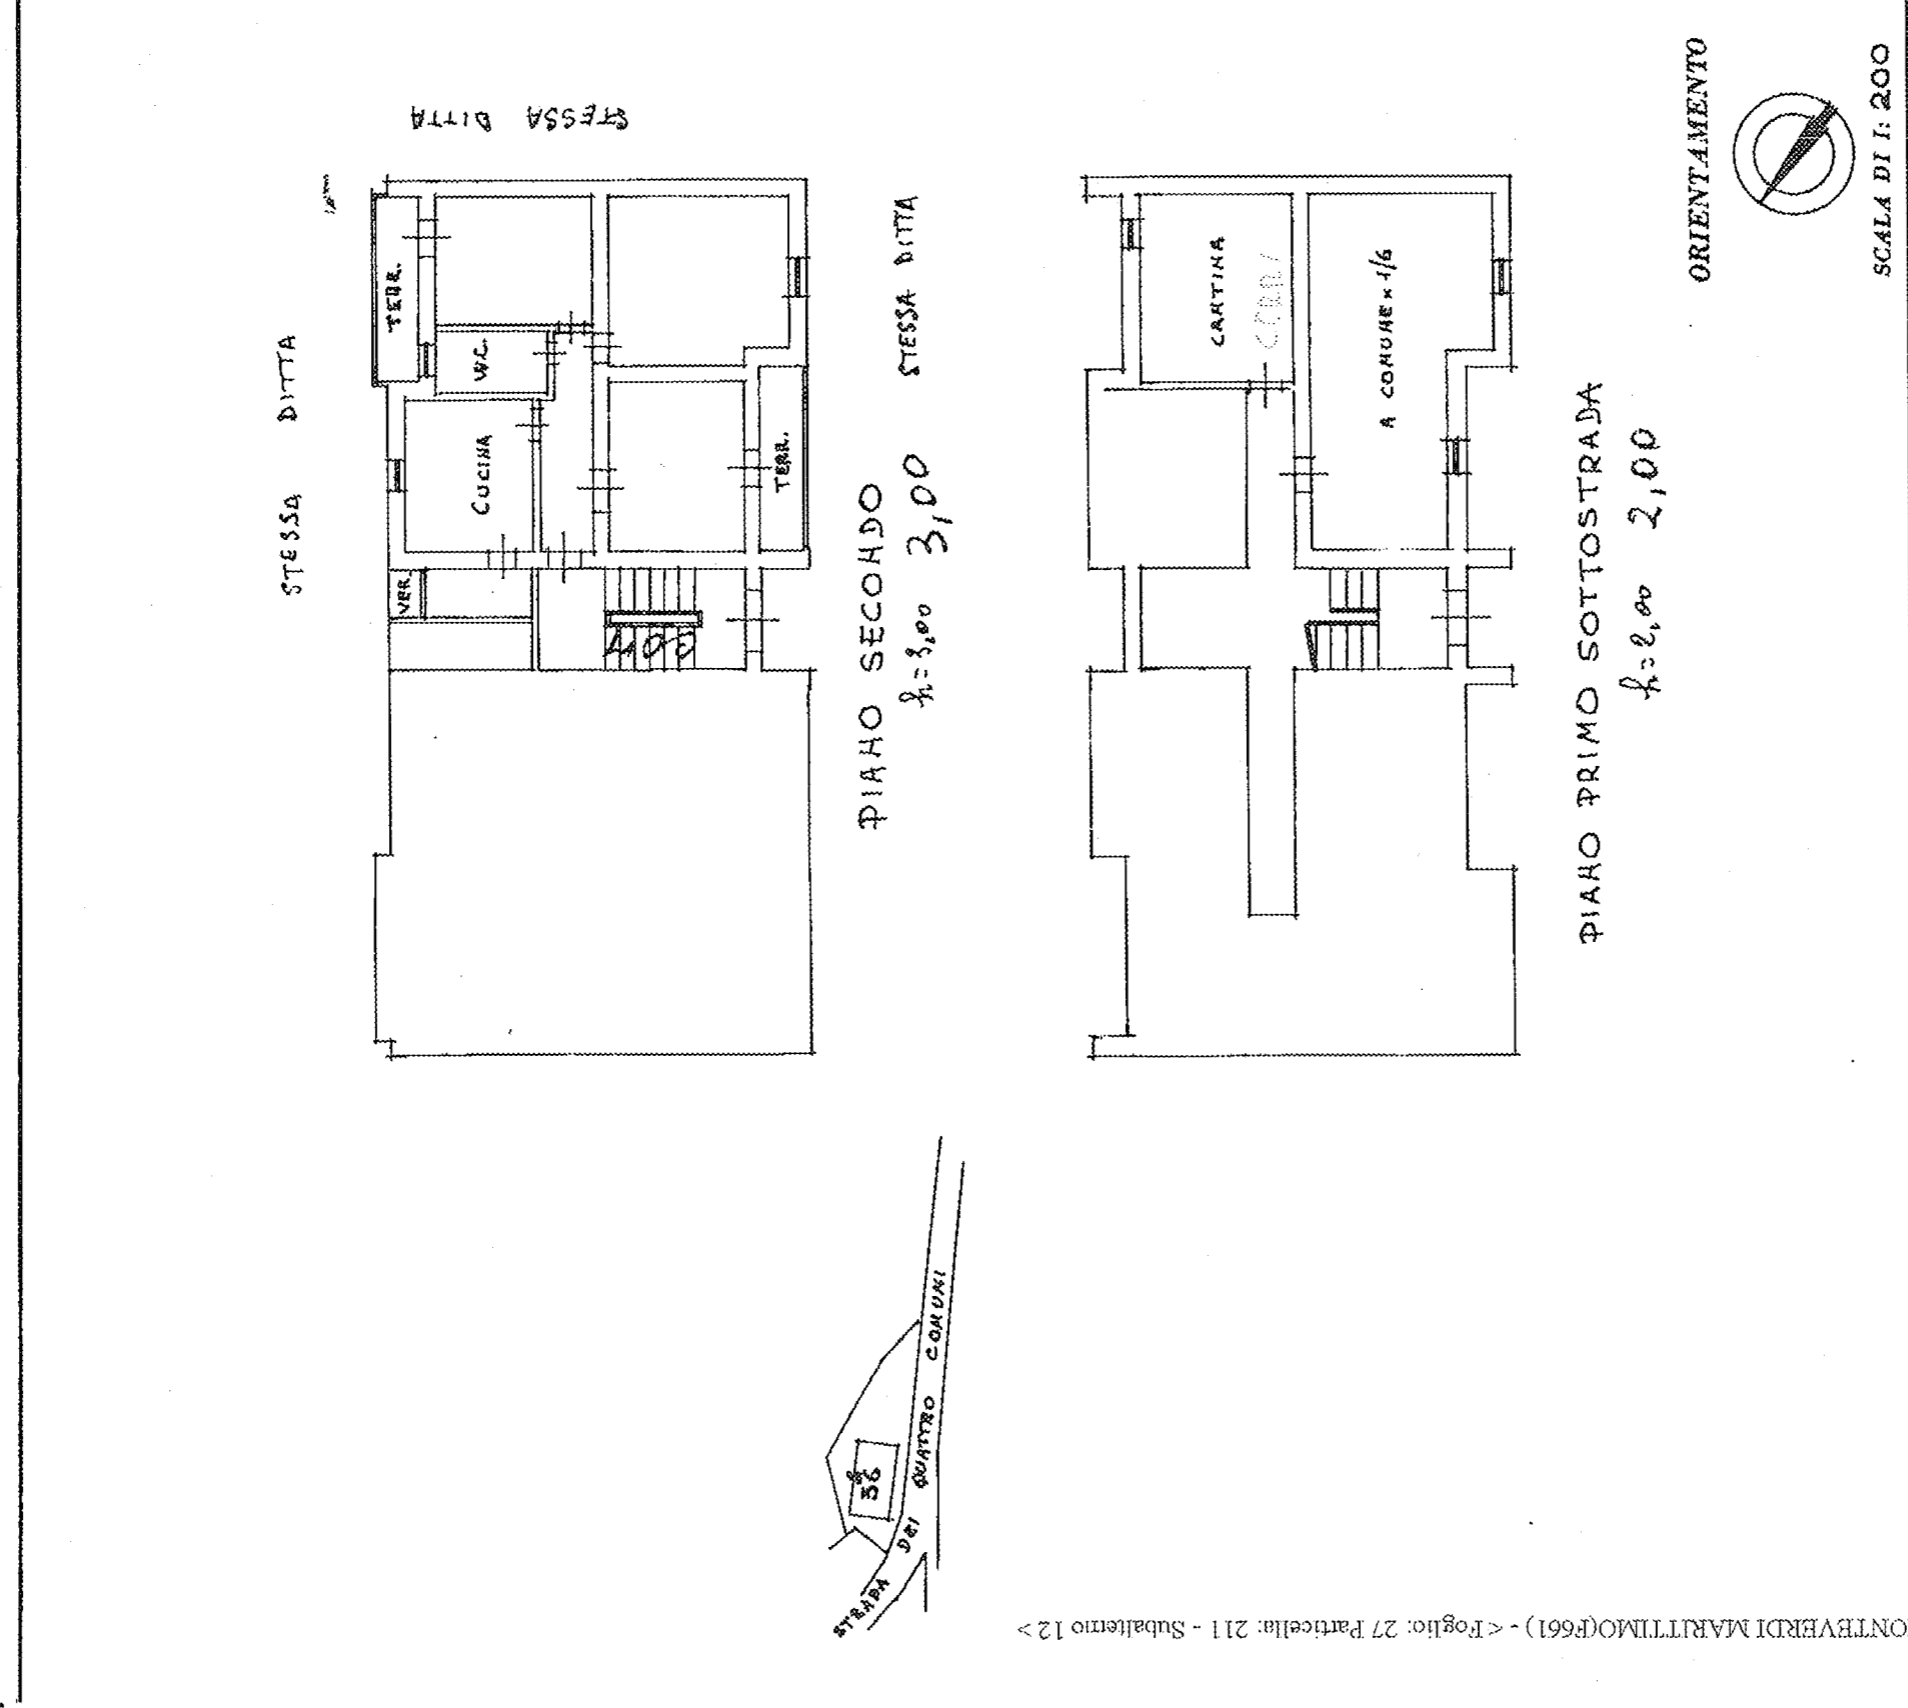 STESSA DITTA
STESSA DITTA
STESSA DITTA
TERR.
W.C.
CUCINA
VER.
TERR.
400
PIANO SECONDO
h=3,00 3,00
CANTINA
A COMUNE × 1/6
PIANO PRIMO SOTTOSTRADA
h=2,00 2,00
ORIENTAMENTO
SCALA DI 1: 200
STRADA DEI QUATTRO COMUNI
36
ONTEVERDI MARITTIMO(F661) - < Foglio: 27 Particella: 211 - Subalterno 12 >